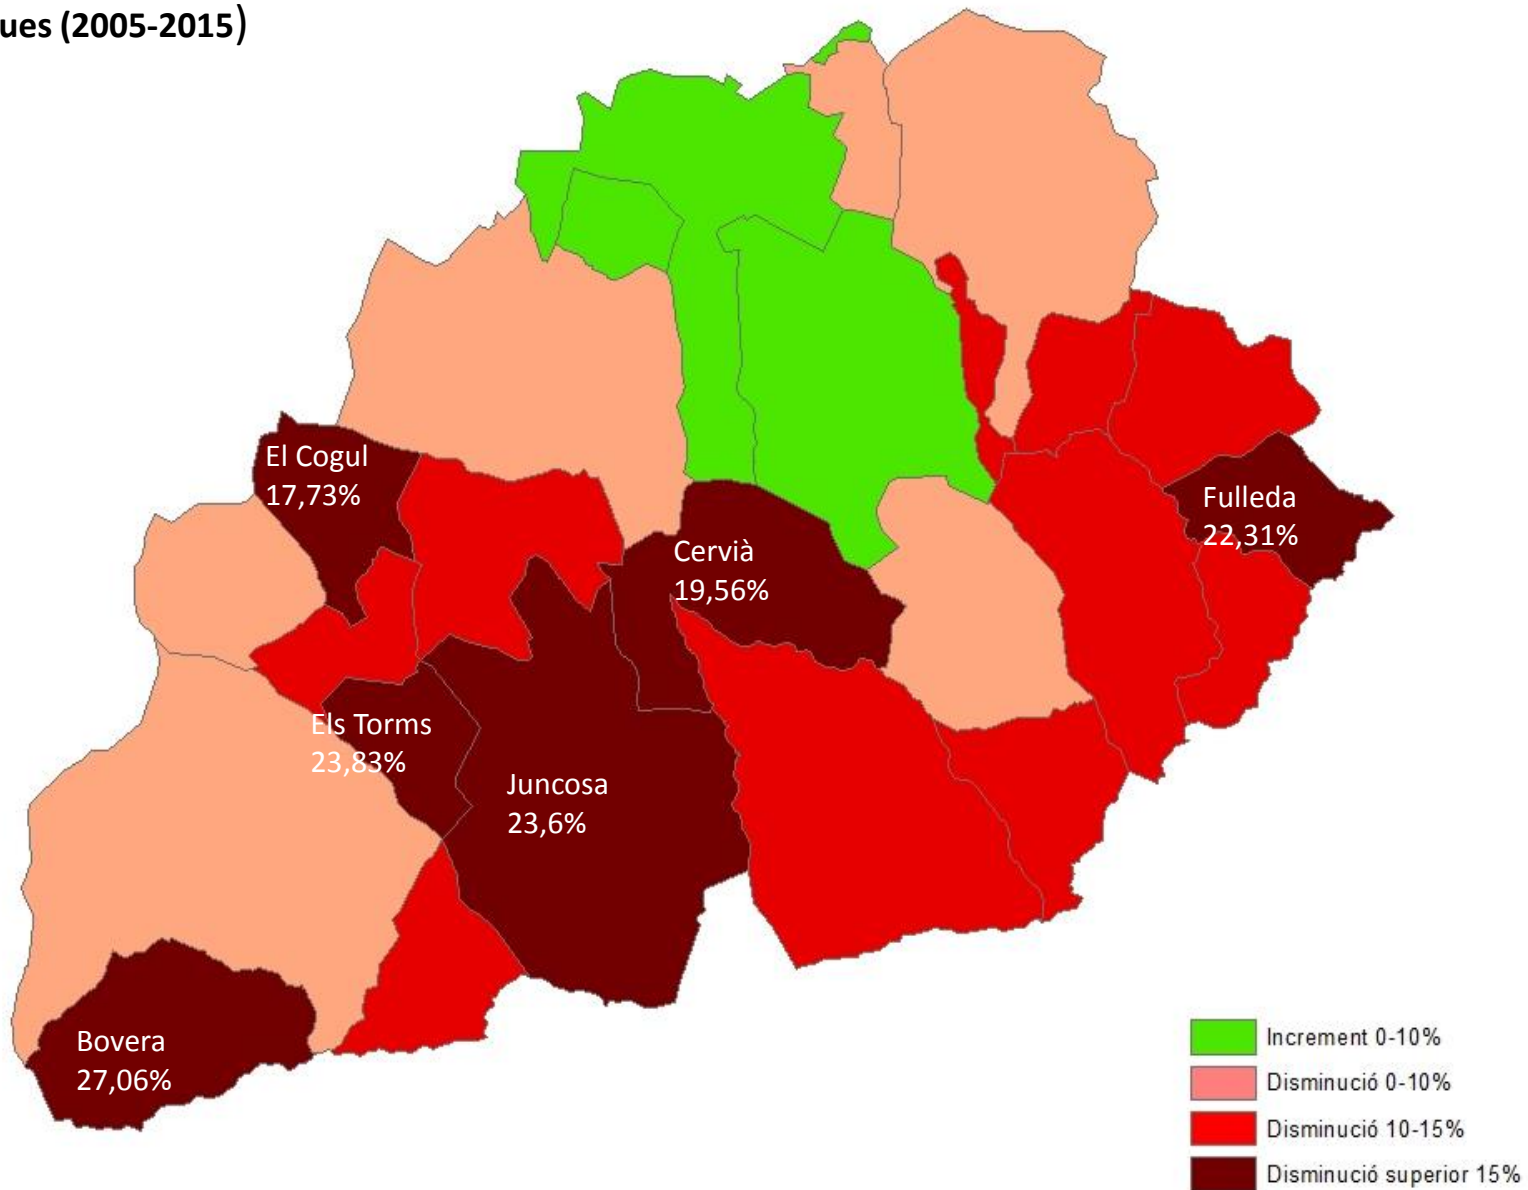 ues (2005-2015)
El Cogul
17,73%
Fulleda
22,31%
Cervià
19,56%
Els Torms
23,83%
Juncosa
23,6%
Bovera
27,06%
Increment 0-10%
Disminució 0-10%
Disminució 10-15%
Disminució superior 15%